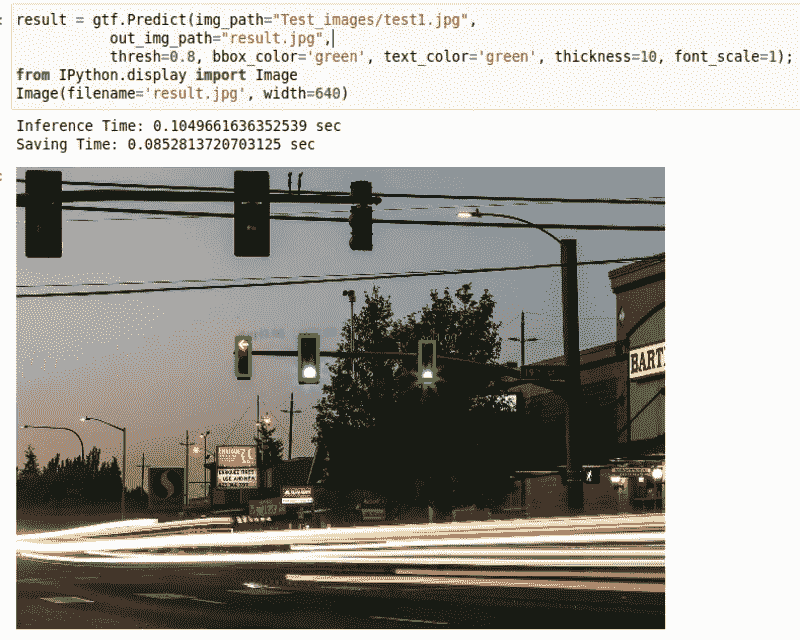 result = gtf.Predict(img_path="Test_images/test1.jpg",
out_img_path="result.jpg",
thresh=0.8, bbox_color='green', text_color='green', thickness=10, font_scale=1);
from IPython.display import Image
Image(filename='result.jpg', width=640)
Inference Time: 0.1049661636352539 sec
Saving Time: 0.0852813720703125 sec
BART